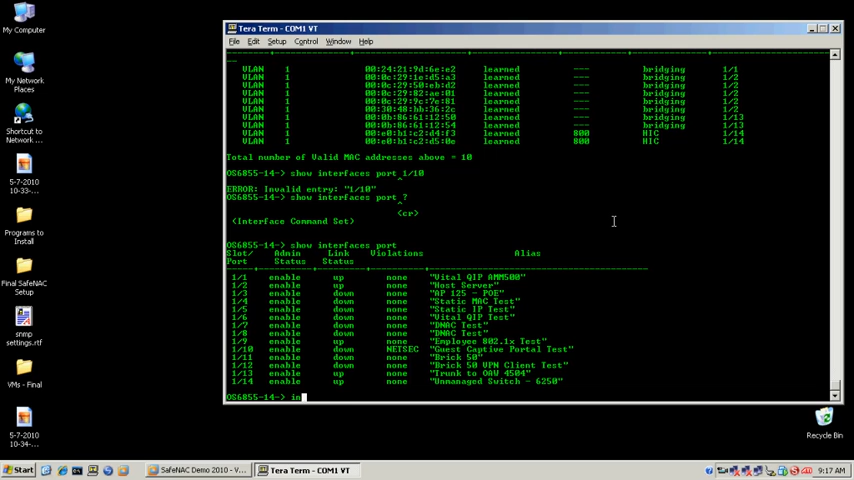 My Computer
My Network
Places
Shortcut to
Network ...
5-7-2010
10-33-...
Programs to
Install
Final SafeNAC
Setup
snmp
settings.rtf
VMs - Final
5-7-2010
10-34-...
Tera Term - COM1 VT
File Edit Setup Control Window Help
VLAN 1 00:24:21:9d:6e:e2 learned --- bridging 1/1
VLAN 1 00:0c:29:1e:d5:a3 learned --- bridging 1/2
VLAN 1 00:0c:29:50:eb:d2 learned --- bridging 1/2
VLAN 1 00:0c:29:82:ae:01 learned --- bridging 1/2
VLAN 1 00:0c:29:9c:7e:81 learned --- bridging 1/2
VLAN 1 00:30:48:bb:36:2c learned --- bridging 1/2
VLAN 1 00:0b:86:61:12:50 learned --- bridging 1/13
VLAN 1 00:0b:86:61:12:54 learned --- bridging 1/13
VLAN 1 00:e0:b1:c2:d4:f3 learned 800 NIC 1/14
VLAN 1 00:e0:b1:c2:d5:0e learned 800 NIC 1/14
Total number of Valid MAC addresses above = 10
OS6855-14-> show interfaces port 1/10
^
ERROR: Invalid entry: "1/10"
OS6855-14-> show interfaces port ?
^
<cr>
(Interface Command Set)
OS6855-14-> show interfaces port
Slot/ Admin Link Violations Alias
Port Status Status
1/1 enable up none "Vital QIP AMM500"
1/2 enable up none "Host Server"
1/3 enable down none "AP 125 - POE"
1/4 enable down none "Static MAC Test"
1/5 enable down none "Static IP Test"
1/6 enable down none "Vital QIP Test"
1/7 enable down none "DNAC Test"
1/8 enable down none "DNAC Test"
1/9 enable up none "Employee 802.1x Test"
1/10 enable down NETSEC "Guest Captive Portal Test"
1/11 enable down none "Brick 50"
1/12 enable down none "Brick 50 VPN Client Test"
1/13 enable up none "Trunk to OAW 4504"
1/14 enable up none "Unmanaged Switch - 6250"
OS6855-14-> in
Recycle Bin
Start SafeNAC Demo 2010 - V... Tera Term - COM1 VT 9:17 AM